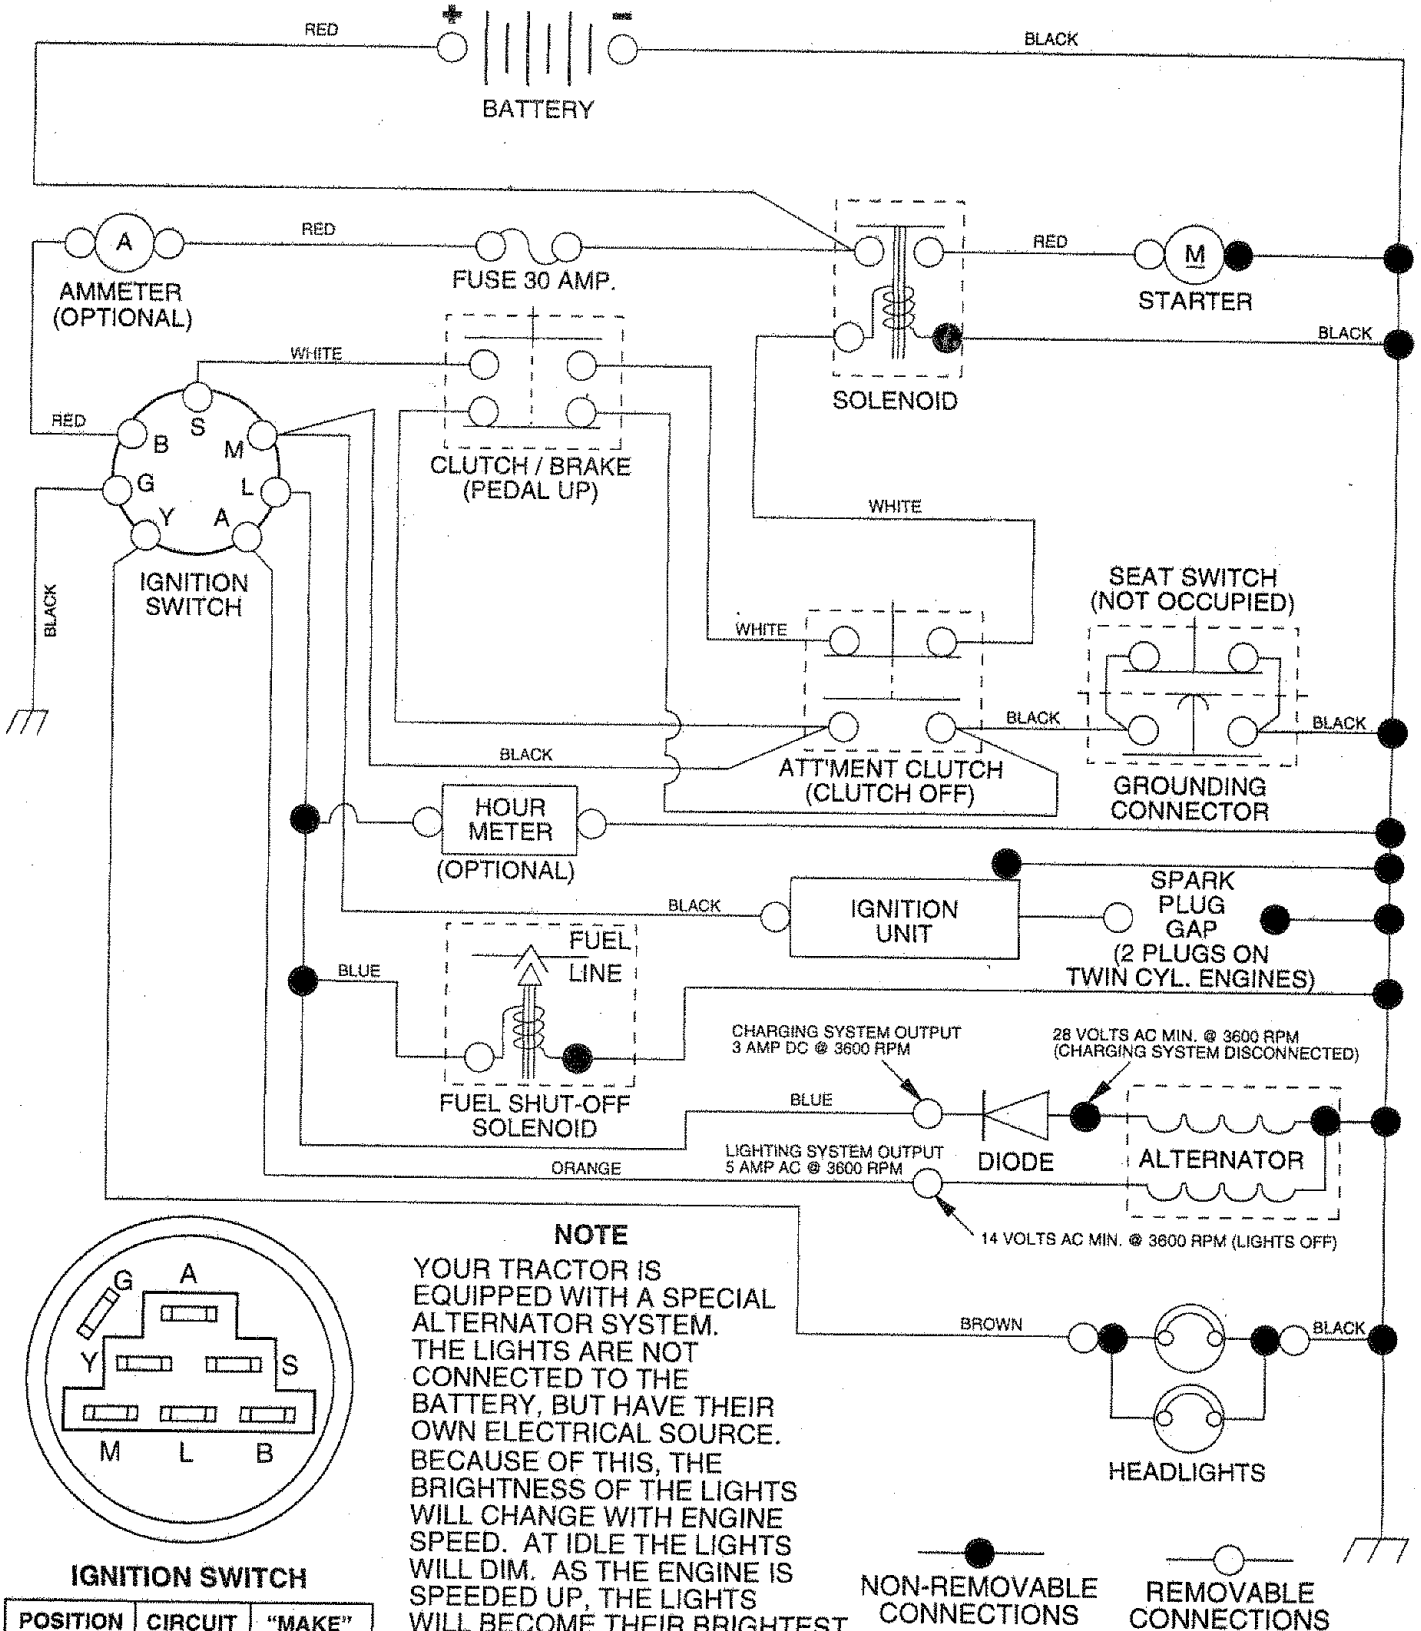 +
−
RED
BLACK
BATTERY
A
RED
RED
M
AMMETER
(OPTIONAL)
FUSE 30 AMP.
STARTER
WHITE
BLACK
SOLENOID
RED
S
B
M
G
L
Y
A
CLUTCH / BRAKE
(PEDAL UP)
WHITE
IGNITION
SWITCH
BLACK
SEAT SWITCH
(NOT OCCUPIED)
WHITE
BLACK
BLACK
BLACK
ATT'MENT CLUTCH
(CLUTCH OFF)
GROUNDING
CONNECTOR
HOUR
METER
(OPTIONAL)
BLACK
IGNITION
UNIT
SPARK
PLUG
GAP
(2 PLUGS ON
TWIN CYL. ENGINES)
FUEL
LINE
BLUE
FUEL SHUT-OFF
SOLENOID
CHARGING SYSTEM OUTPUT
3 AMP DC @ 3600 RPM
28 VOLTS AC MIN. @ 3600 RPM
(CHARGING SYSTEM DISCONNECTED)
BLUE
DIODE
ALTERNATOR
LIGHTING SYSTEM OUTPUT
5 AMP AC @ 3600 RPM
ORANGE
14 VOLTS AC MIN. @ 3600 RPM (LIGHTS OFF)
BROWN
BLACK
HEADLIGHTS
G
A
Y
S
M
L
B
IGNITION SWITCH
POSITION CIRCUIT "MAKE"
NOTE
YOUR TRACTOR IS
EQUIPPED WITH A SPECIAL
ALTERNATOR SYSTEM.
THE LIGHTS ARE NOT
CONNECTED TO THE
BATTERY, BUT HAVE THEIR
OWN ELECTRICAL SOURCE.
BECAUSE OF THIS, THE
BRIGHTNESS OF THE LIGHTS
WILL CHANGE WITH ENGINE
SPEED. AT IDLE THE LIGHTS
WILL DIM. AS THE ENGINE IS
SPEEDED UP, THE LIGHTS
WILL BECOME THEIR BRIGHTEST
NON-REMOVABLE
CONNECTIONS
REMOVABLE
CONNECTIONS